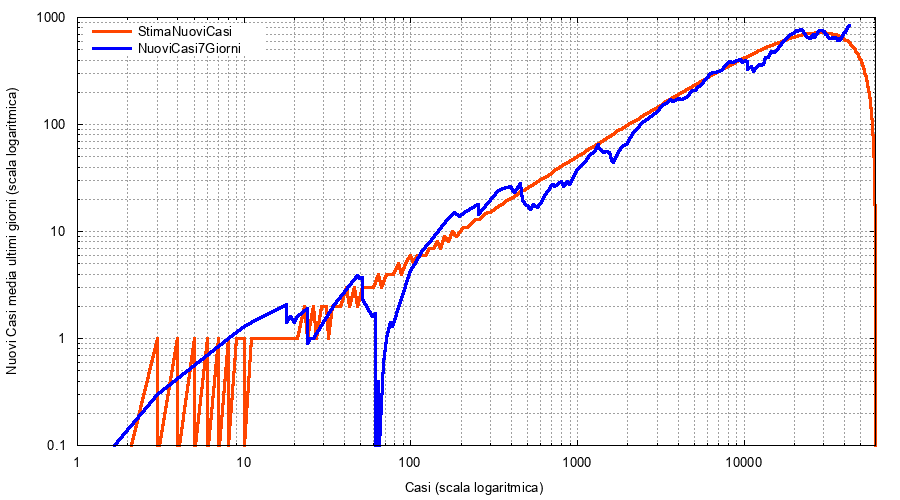 1000
StimaNuoviCasi
NuoviCasi7Giorni
100
10
1
0.1
Nuovi Casi media ultimi giorni (scala logaritmica)
1 10 100 1000 10000
Casi (scala logaritmica)